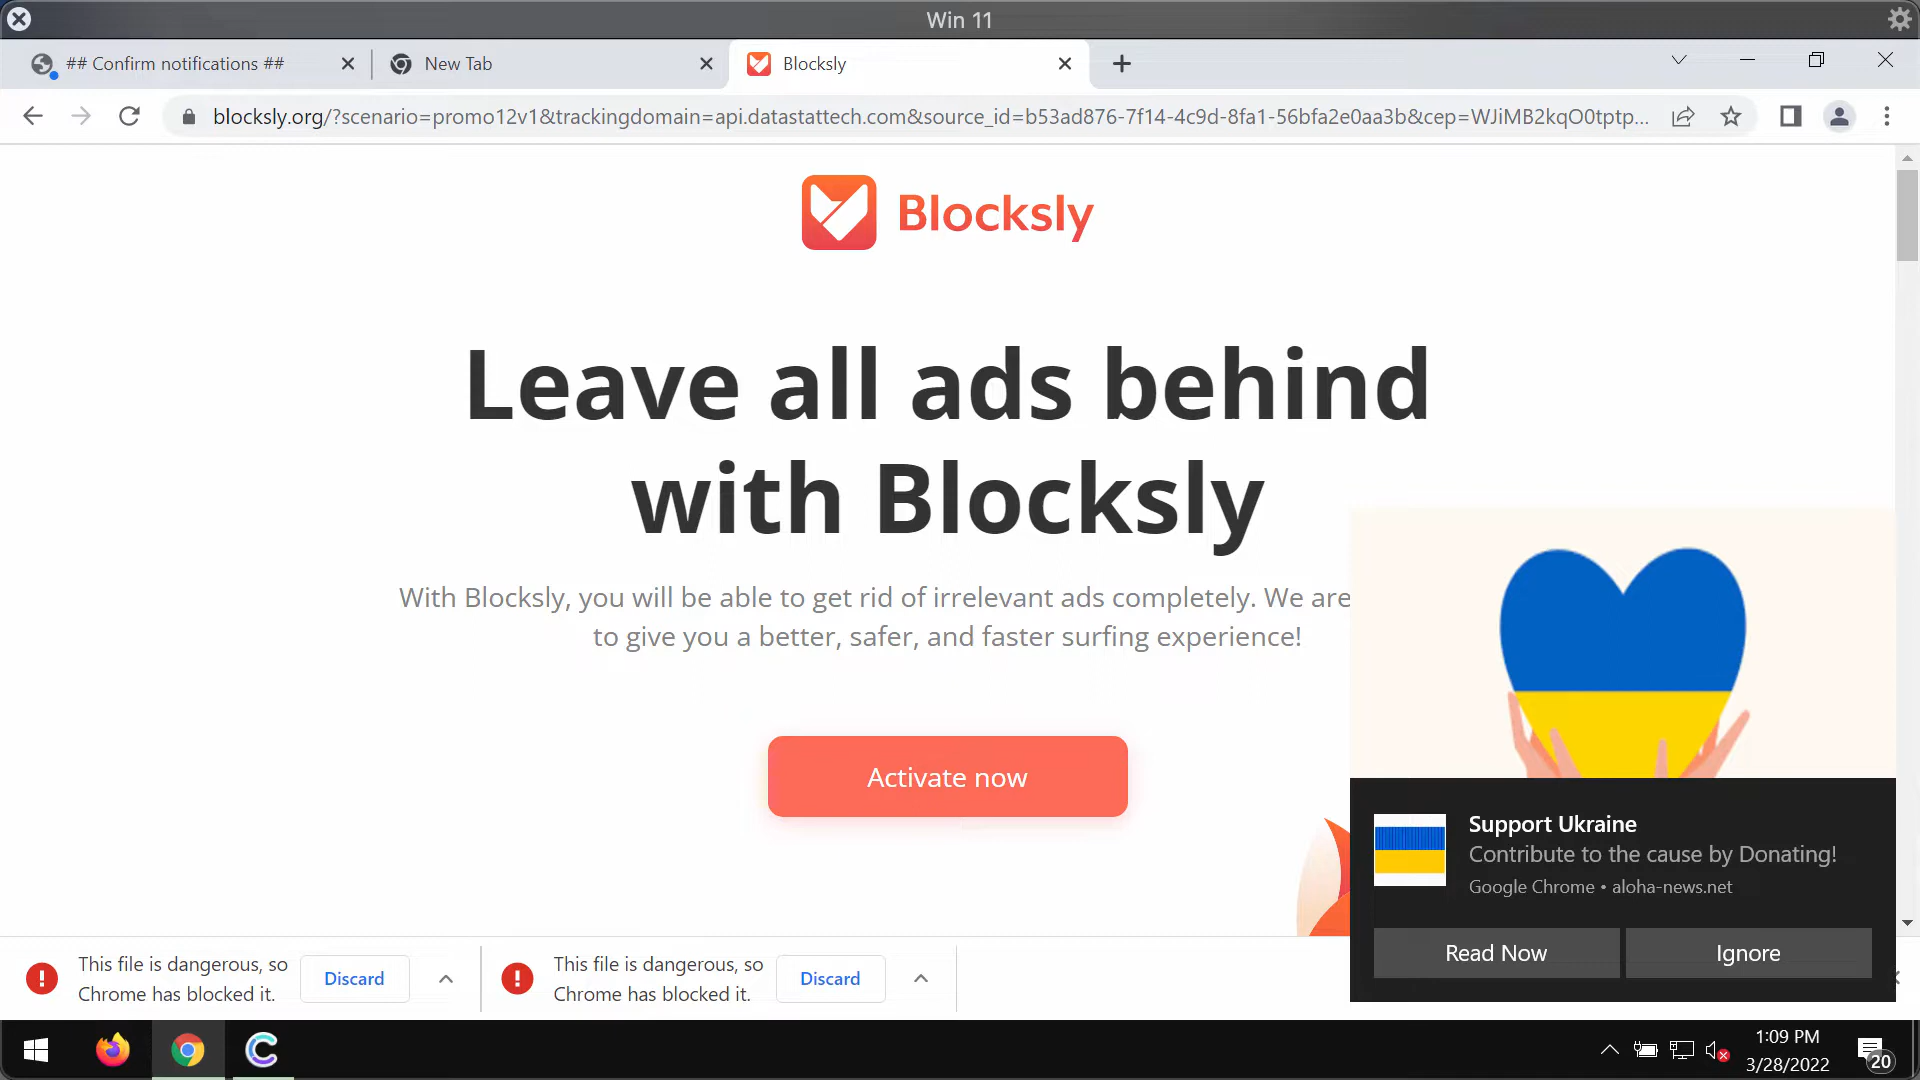 Win 11
## Confirm notifications ##
New Tab
Blocksly
blocksly.org/?scenario=promo12v1&trackingdomain=api.datastattech.com&source_id=b53ad876-7f14-4c9d-8fa1-56bfa2e0aa3b&cep=WJiMB2kqO0tptp...
Blocksly
Leave all ads behind
with Blocksly
With Blocksly, you will be able to get rid of irrelevant ads completely. We are
to give you a better, safer, and faster surfing experience!
Activate now
Support Ukraine
Contribute to the cause by Donating!
Google Chrome • aloha-news.net
Read Now
Ignore
This file is dangerous, so
Chrome has blocked it.
Discard
This file is dangerous, so
Chrome has blocked it.
Discard
1:09 PM
3/28/2022
20